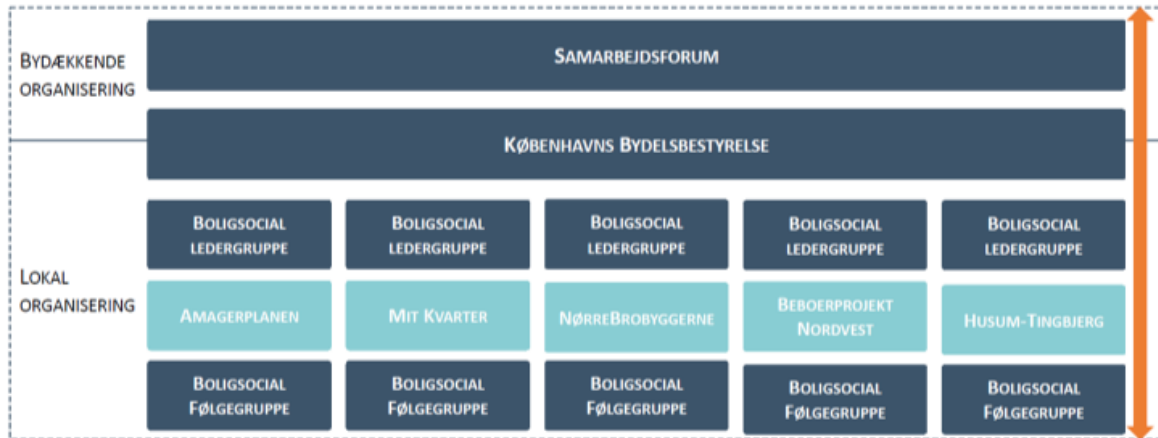 BYDÆKKENDE
ORGANISERING
SAMARBEJDSFORUM
KØBENHAVNS BYDELSBESTYRELSE
LOKAL
ORGANISERING
BOLIGSOCIAL
LEDERGRUPPE
BOLIGSOCIAL
LEDERGRUPPE
BOLIGSOCIAL
LEDERGRUPPE
BOLIGSOCIAL
LEDERGRUPPE
BOLIGSOCIAL
LEDERGRUPPE
AMAGERPLANEN
MIT KVARTER
NØRREBROBYGGERNE
BEBOERPROJEKT
NORDVEST
HUSUM-TINGBJERG
BOLIGSOCIAL
FØLGEGRUPPE
BOLIGSOCIAL
FØLGEGRUPPE
BOLIGSOCIAL
FØLGEGRUPPE
BOLIGSOCIAL
FØLGEGRUPPE
BOLIGSOCIAL
FØLGEGRUPPE